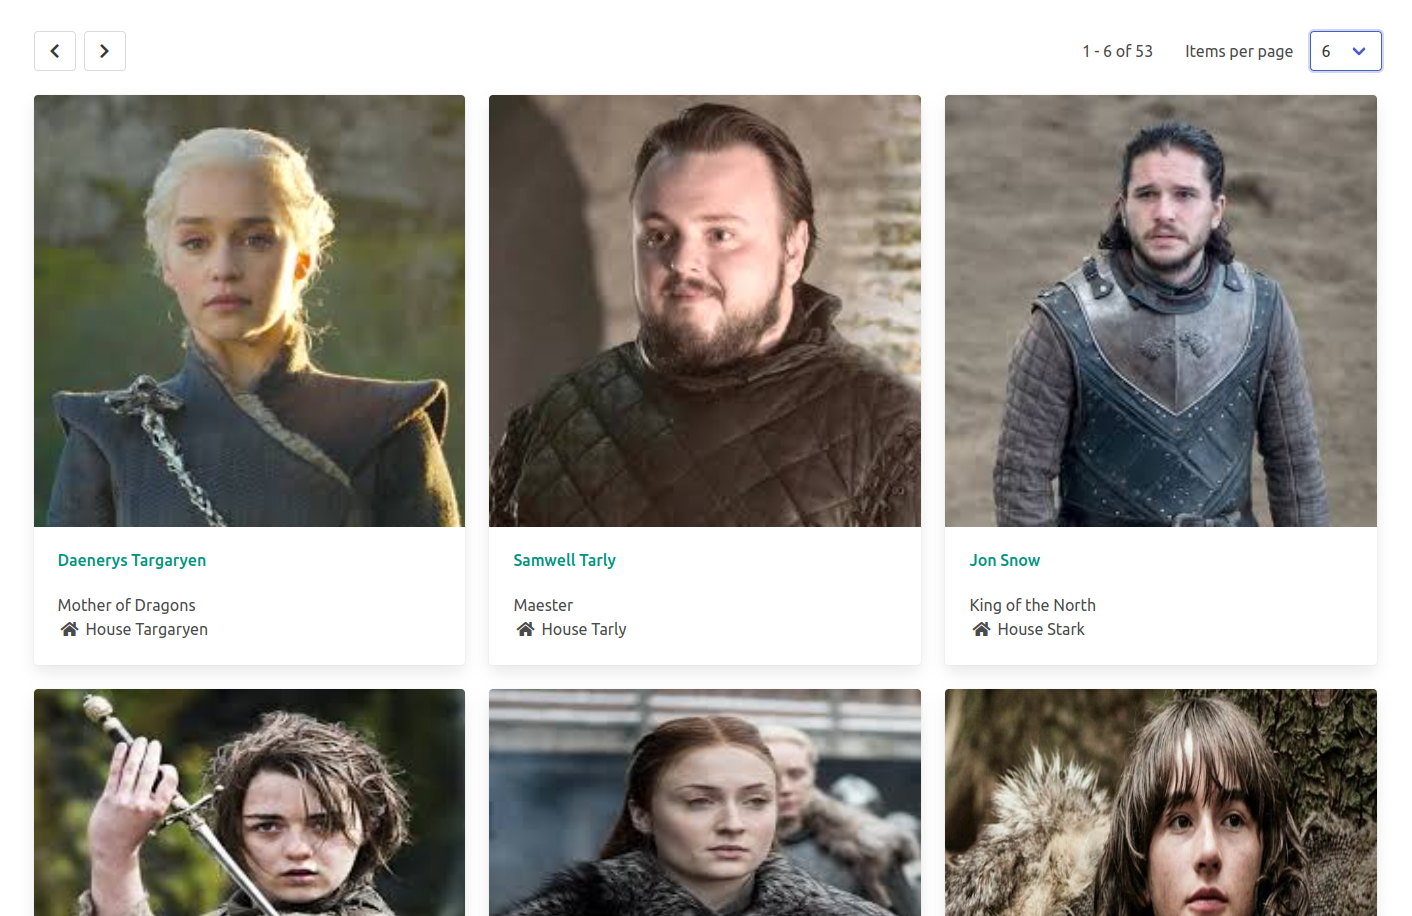 1 - 6 of 53 Items per page 6
Daenerys Targaryen
Mother of Dragons
House Targaryen
Samwell Tarly
Maester
House Tarly
Jon Snow
King of the North
House Stark